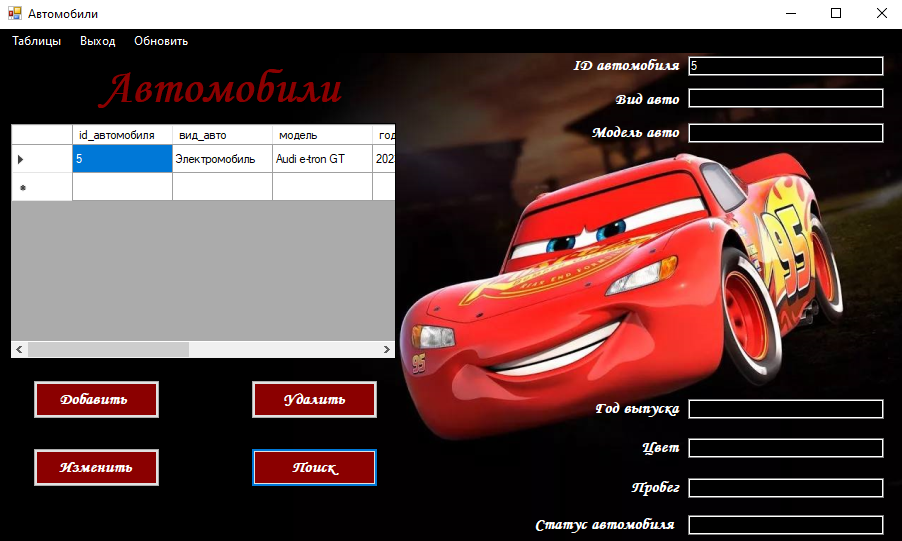 Автомобили
Таблицы Выход Обновить
Автомобили
ID автомобиля 5
Вид авто
Модель авто
id_автомобиля вид_авто модель год
5 Электромобиль Audi e-tron GT 202
*
95
95
Добавить Удалить
Изменить Поиск
Год выпуска
Цвет
Пробег
Статус автомобиля